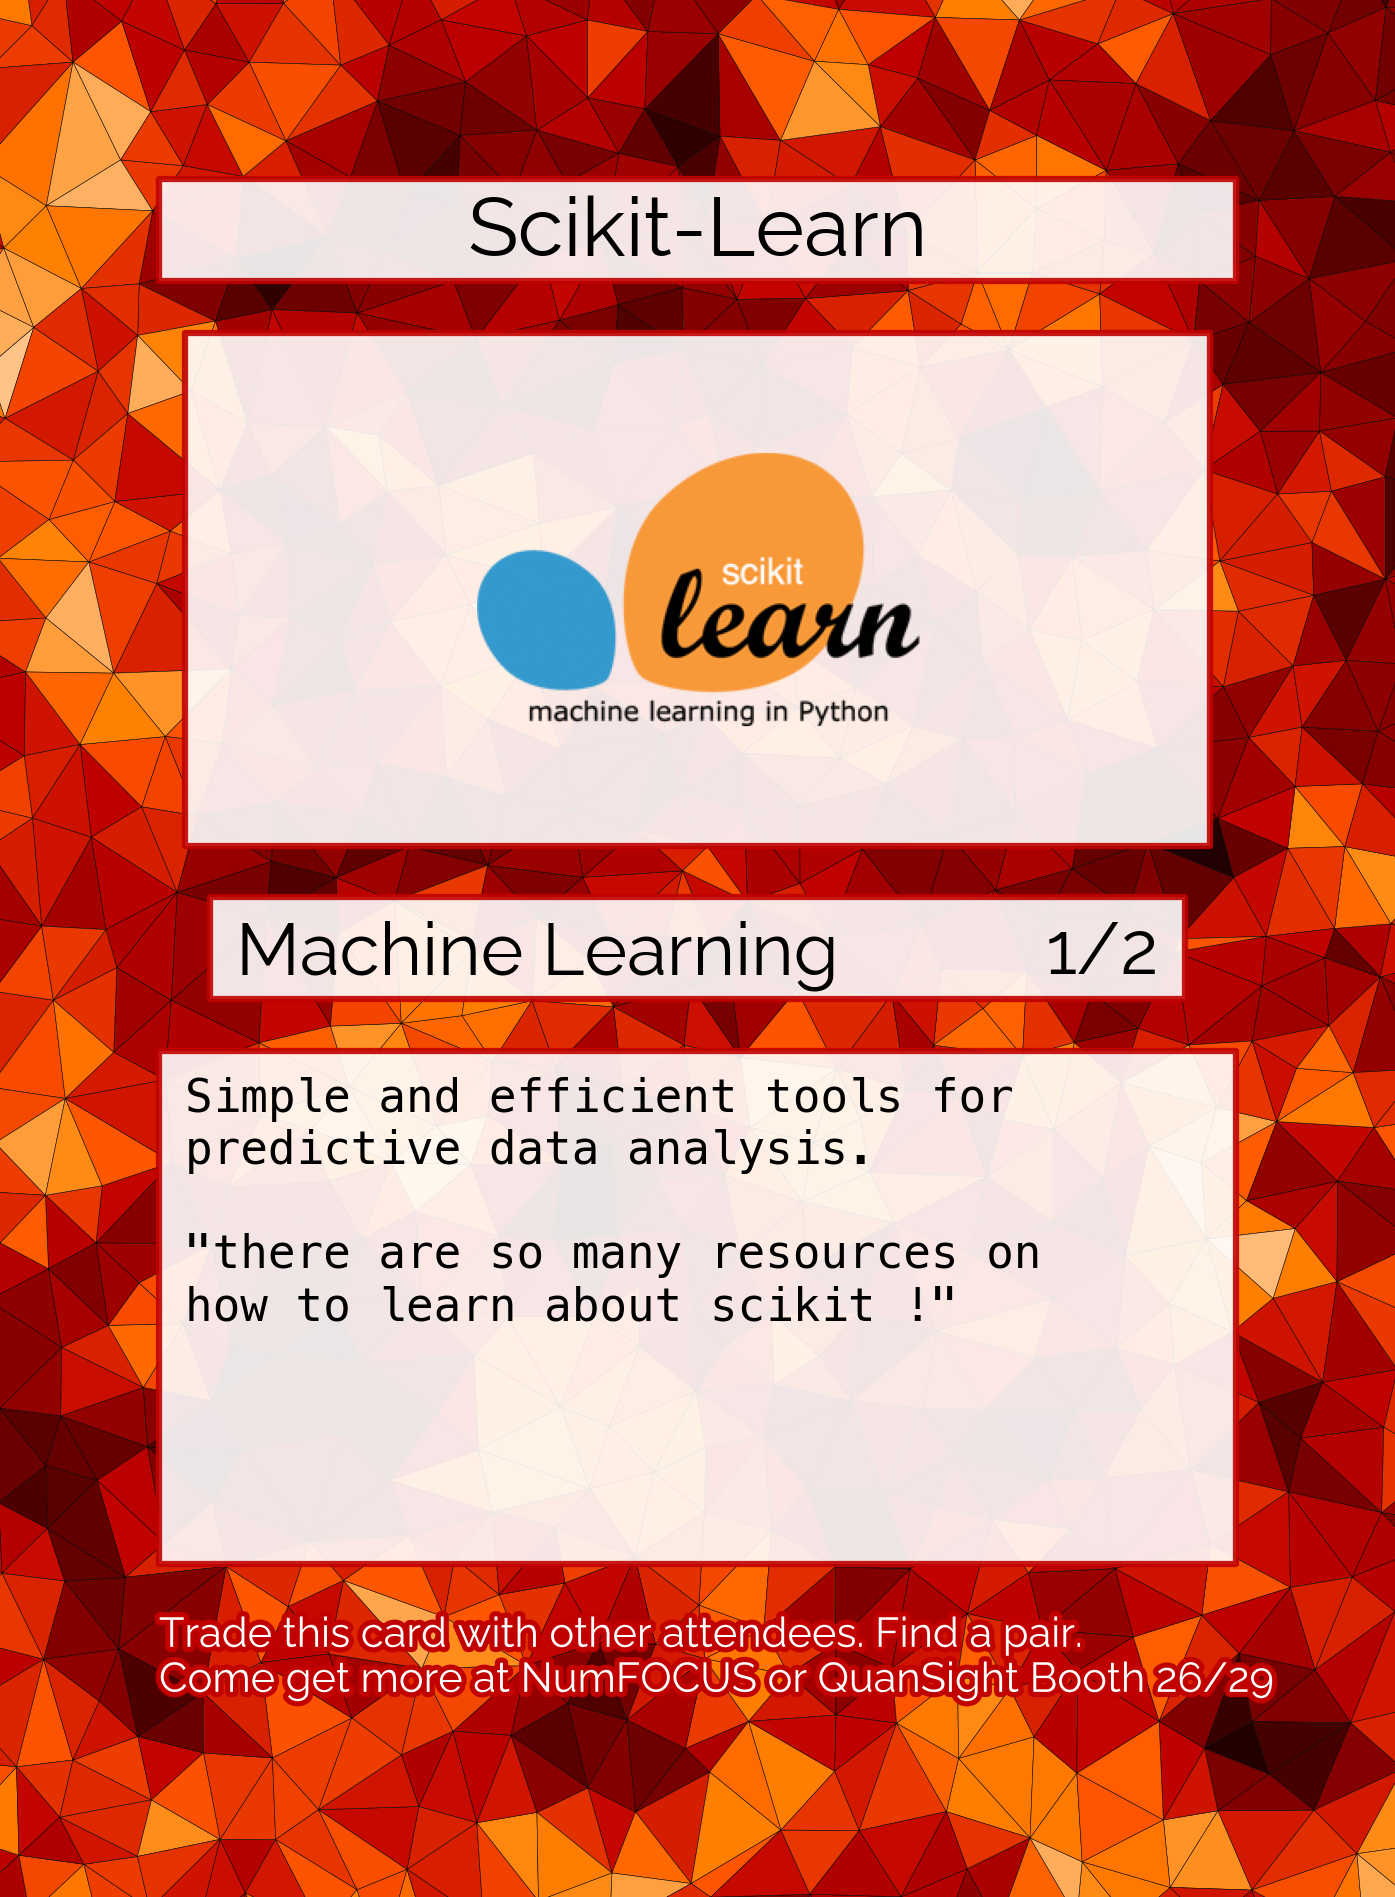 Scikit-Learn
scikit
learn
machine learning in Python
Machine Learning 1/2
Simple and efficient tools for
predictive data analysis.
"there are so many resources on
how to learn about scikit !"
Trade this card with other attendees. Find a pair.
Come get more at NumFOCUS or QuanSight Booth 26/29